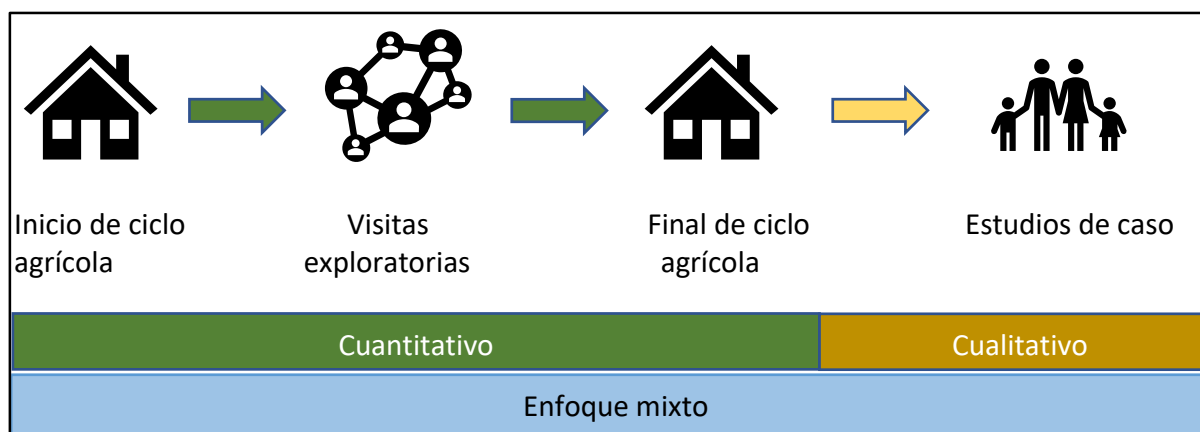 Inicio de ciclo
agrícola
Visitas
exploratorias
Final de ciclo
agrícola
Estudios de caso
Cuantitativo
Cualitativo
Enfoque mixto